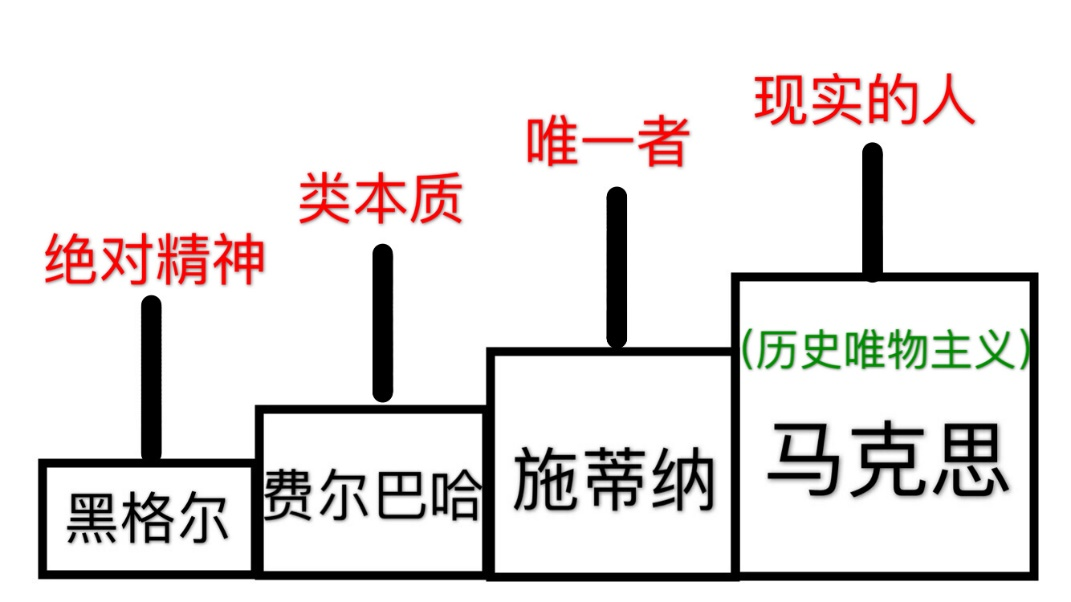 现实的人
唯一者
类本质
绝对精神
(历史唯物主义)
马克思
施蒂纳
费尔巴哈
黑格尔